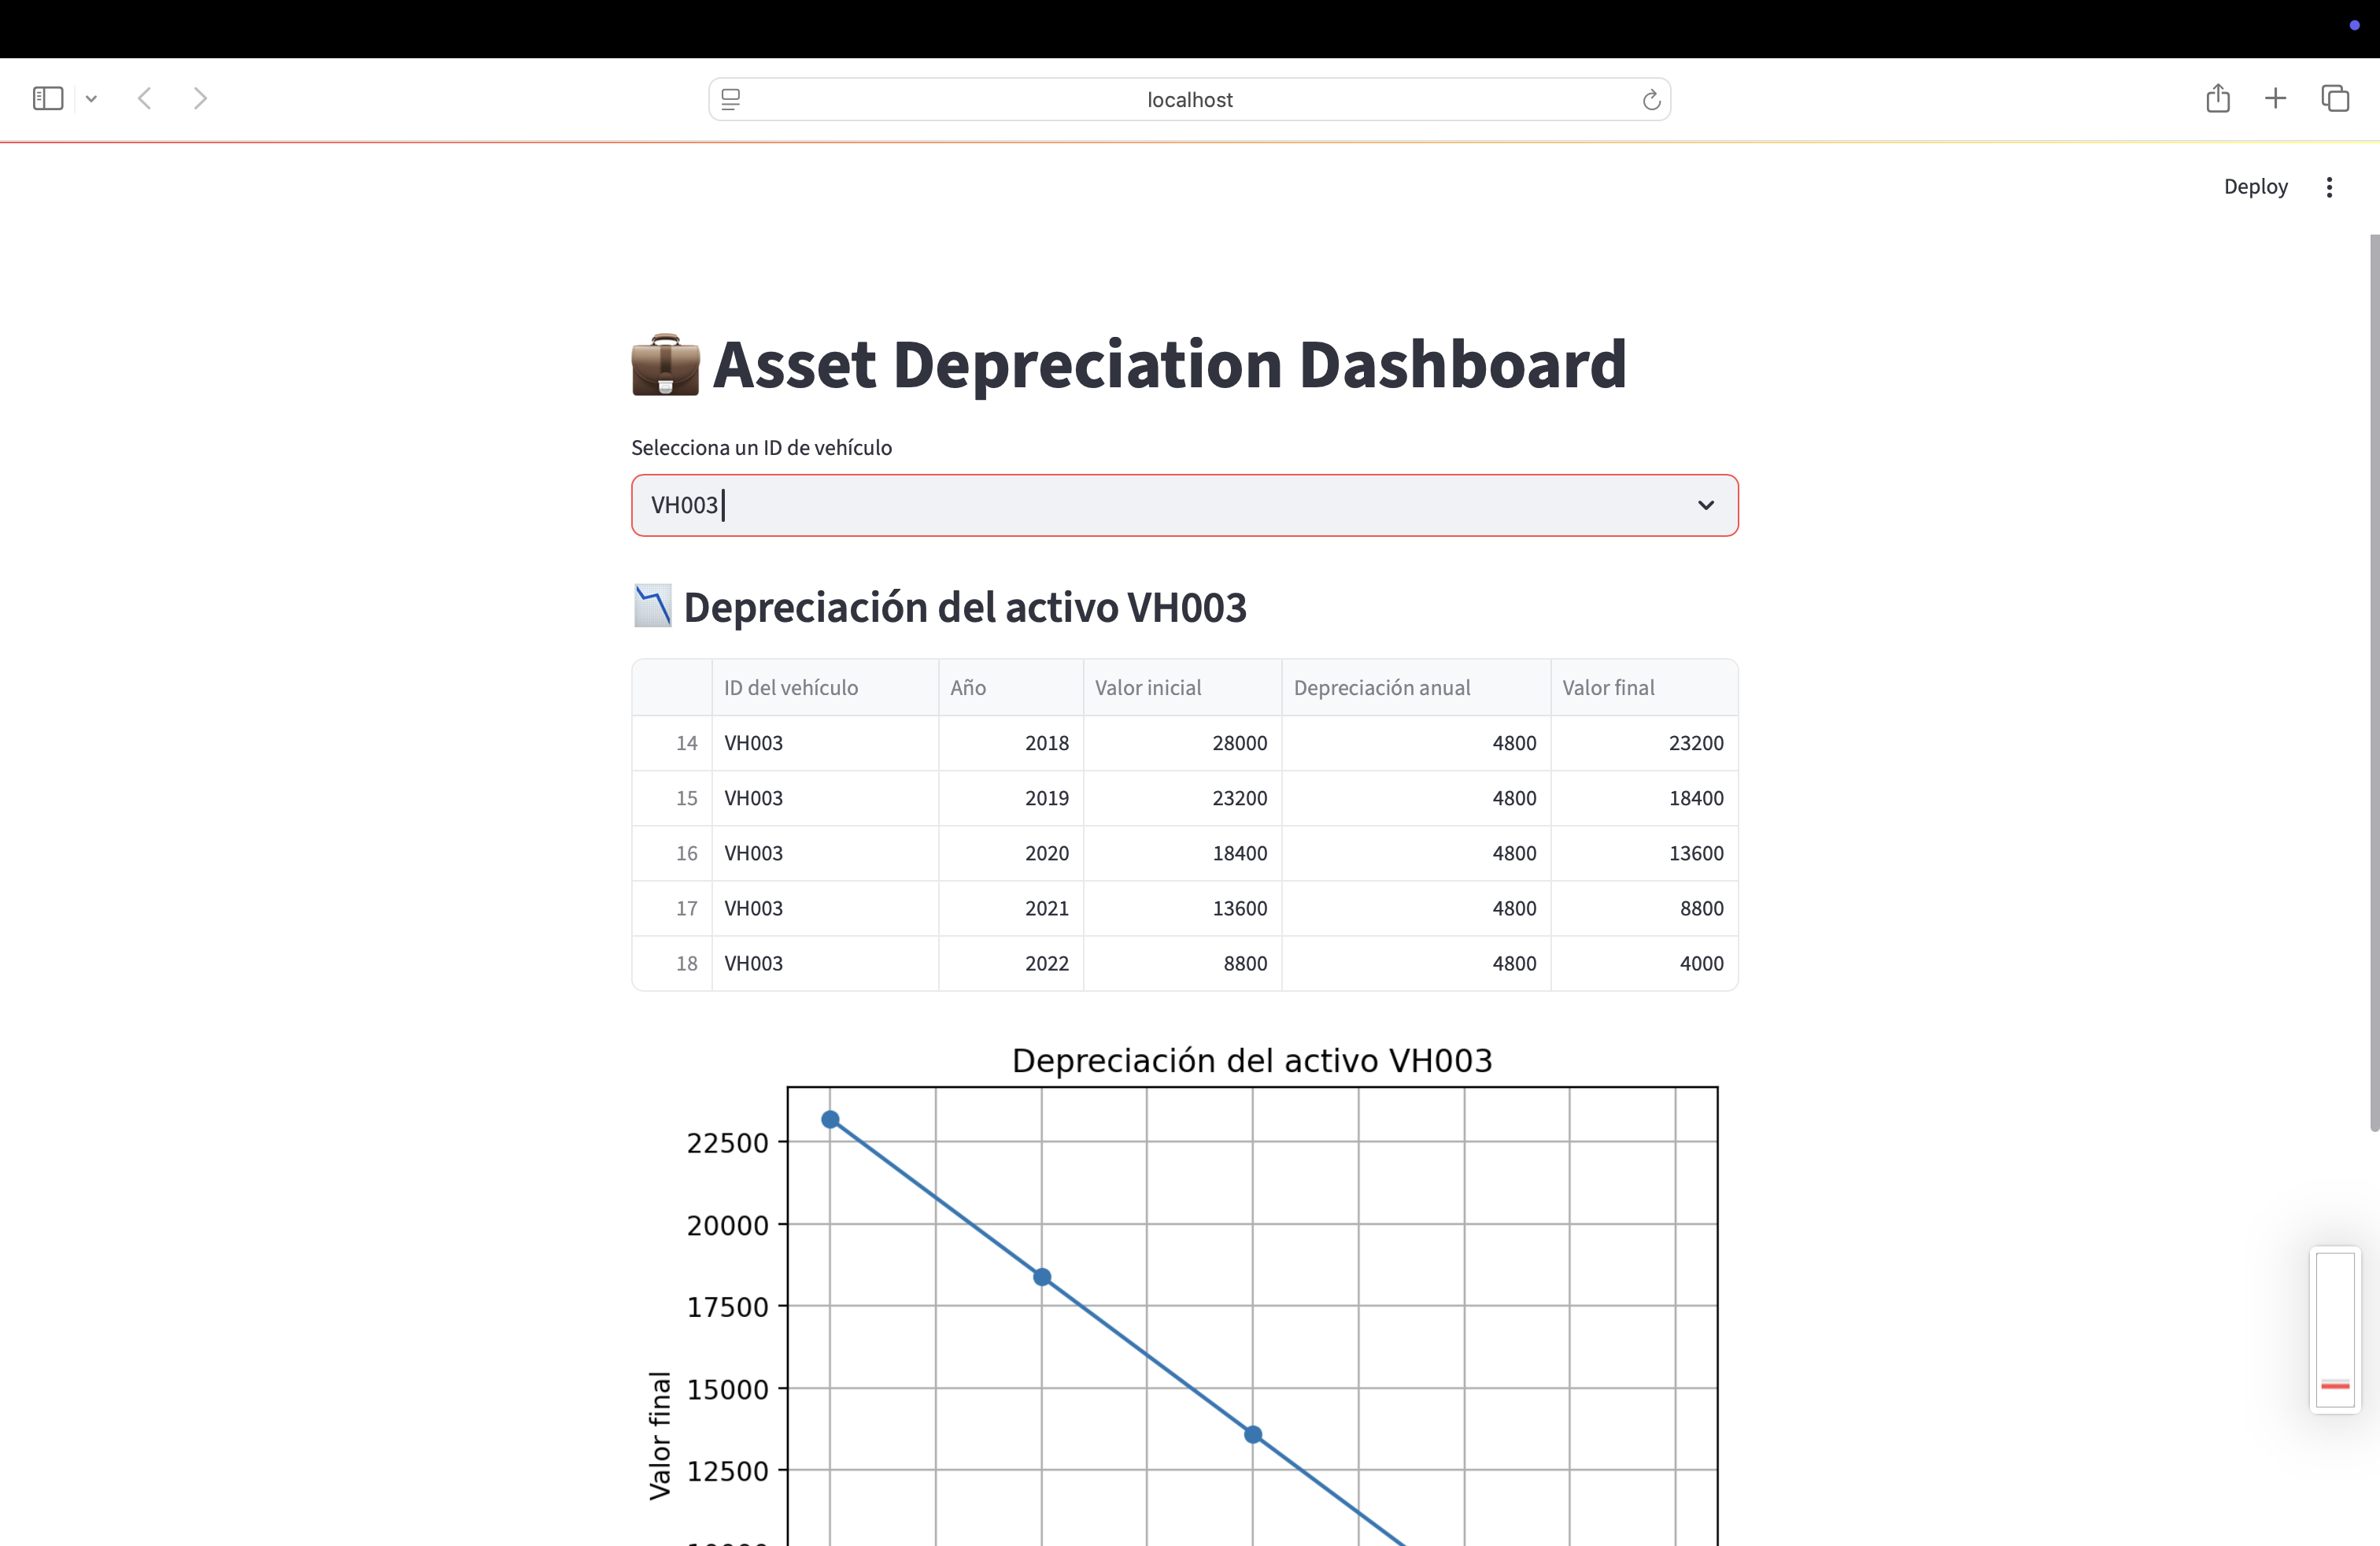 localhost
Deploy
Asset Depreciation Dashboard
Selecciona un ID de vehículo
VH003
Depreciación del activo VH003
ID del vehículo Año Valor inicial Depreciación anual Valor final
14 VH003 2018 28000 4800 23200
15 VH003 2019 23200 4800 18400
16 VH003 2020 18400 4800 13600
17 VH003 2021 13600 4800 8800
18 VH003 2022 8800 4800 4000
Depreciación del activo VH003
22500
20000
17500
15000
12500
Valor final